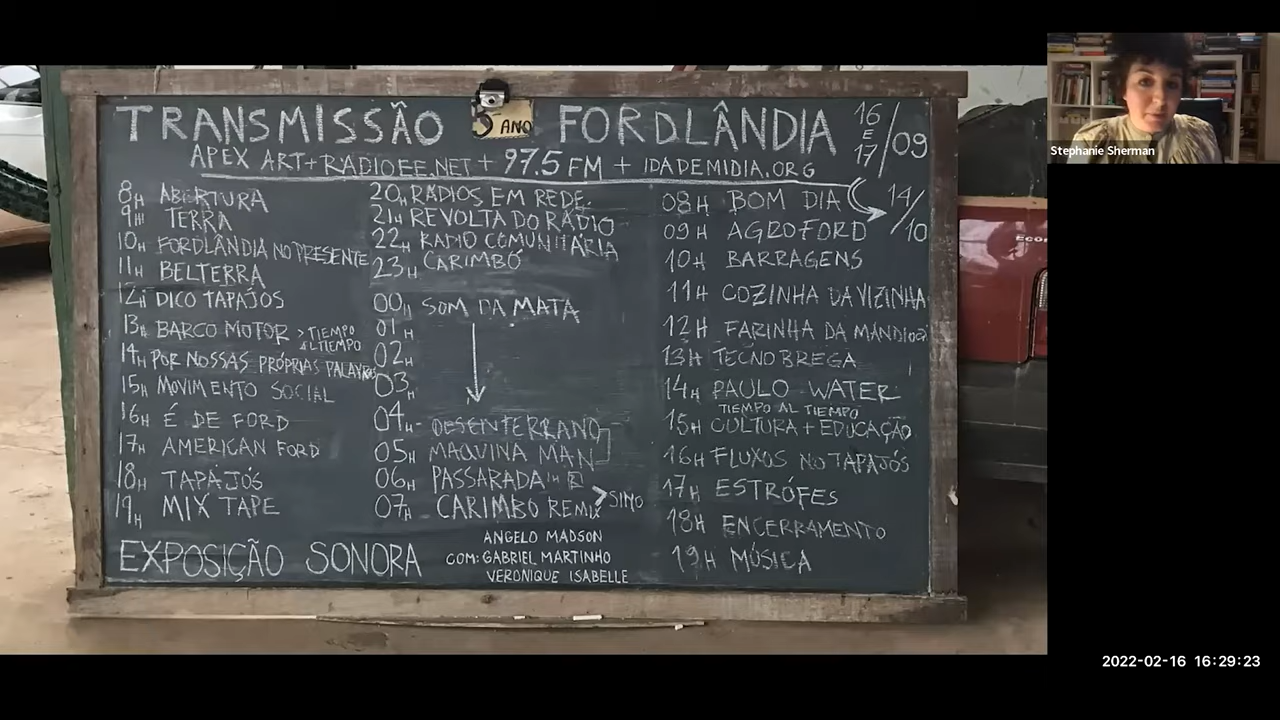 TRANSMISSÃO 5 ANO FORDLÂNDIA 16 E 17/09
APEX ART + RADIOEE.NET + 97.5 FM + IDADEMIDIA.ORG
14/10
8H ABERTURA
9H TERRA
10H FORDLÂNDIA NO PRESENTE
11H BELTERRA
12H DICO TAPAJÓS
13H BARCO MOTOR > TIEMPO AL TIEMPO
14H POR NOSSAS PRÓPRIAS PALAVRAS
15H MOVIMENTO SOCIAL
16H É DE FORD
17H AMERICAN FORD
18H TAPAJÓS
19H MIX TAPE
EXPOSIÇÃO SONORA
20H RÁDIOS EM REDE
21H REVOLTA DO RÁDIO
22H RADIO COMUNITÁRIA
23H CARIMBÓ
00H SOM DA MATA
01H
02H
03H
04H DESENTERRANO
05H MAQUINA MAN
06H PASSARADA
07H CARIMBO REMIX > SINO
COM: ANGELO MADSON
GABRIEL MARTINHO
VERONIQUE ISABELLE
08H BOM DIA
09H AGROFORD
10H BARRAGENS
11H COZINHA DA VIZINHA
12H FARINHA DA MANDIOCA
13H TECNOBREGA
14H PAULO WATER
TIEMPO AL TIEMPO
15H CULTURA + EDUCAÇÃO
16H FLUXOS NO TAPAJÓS
17H ESTRÓFES
18H ENCERRAMENTO
19H MÚSICA
Stephanie Sherman
2022-02-16 16:29:23